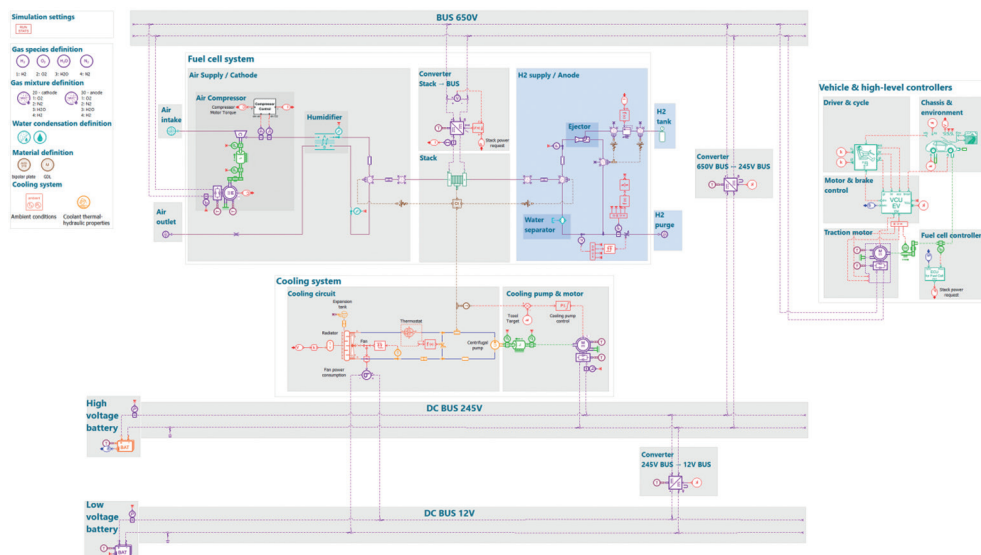 Simulation settings
BUS 650V
Gas species definition
1: H2
2: O2
3: H2O
4: N2
Gas mixture definition
ID - cathode
1: O2
2: N2
3: H2O
4: H2
ID - anode
1: O2
2: N2
3: H2O
4: H2
Water condensation definition
Material definition
bipolar plate
GDL
Cooling system
Ambient conditions
Coolant thermal-
hydraulic properties
Fuel cell system
Air Supply / Cathode
Air Compressor
Compressor
Motor Torque
Compressor
Control
Humidifier
Air
intake
Air
outlet
Converter
Stack → BUS
Stack power
request
Stack
H2 supply / Anode
Ejector
Water
separator
H2
tank
H2
purge
Converter
650V BUS → 245V BUS
Vehicle & high-level controllers
Driver & cycle
Chassis &
environment
Motor & brake
control
VCU
EV
Traction motor
Fuel cell controller
Stack power
request
Cooling system
Cooling circuit
Expansion
tank
Radiator
Fan
Thermostat
Fan power
consumption
Centrifugal
pump
Cooling pump & motor
Target
Cooling pump
control
High
voltage
battery
BAT
DC BUS 245V
Converter
245V BUS → 12V BUS
Low
voltage
battery
BAT
DC BUS 12V